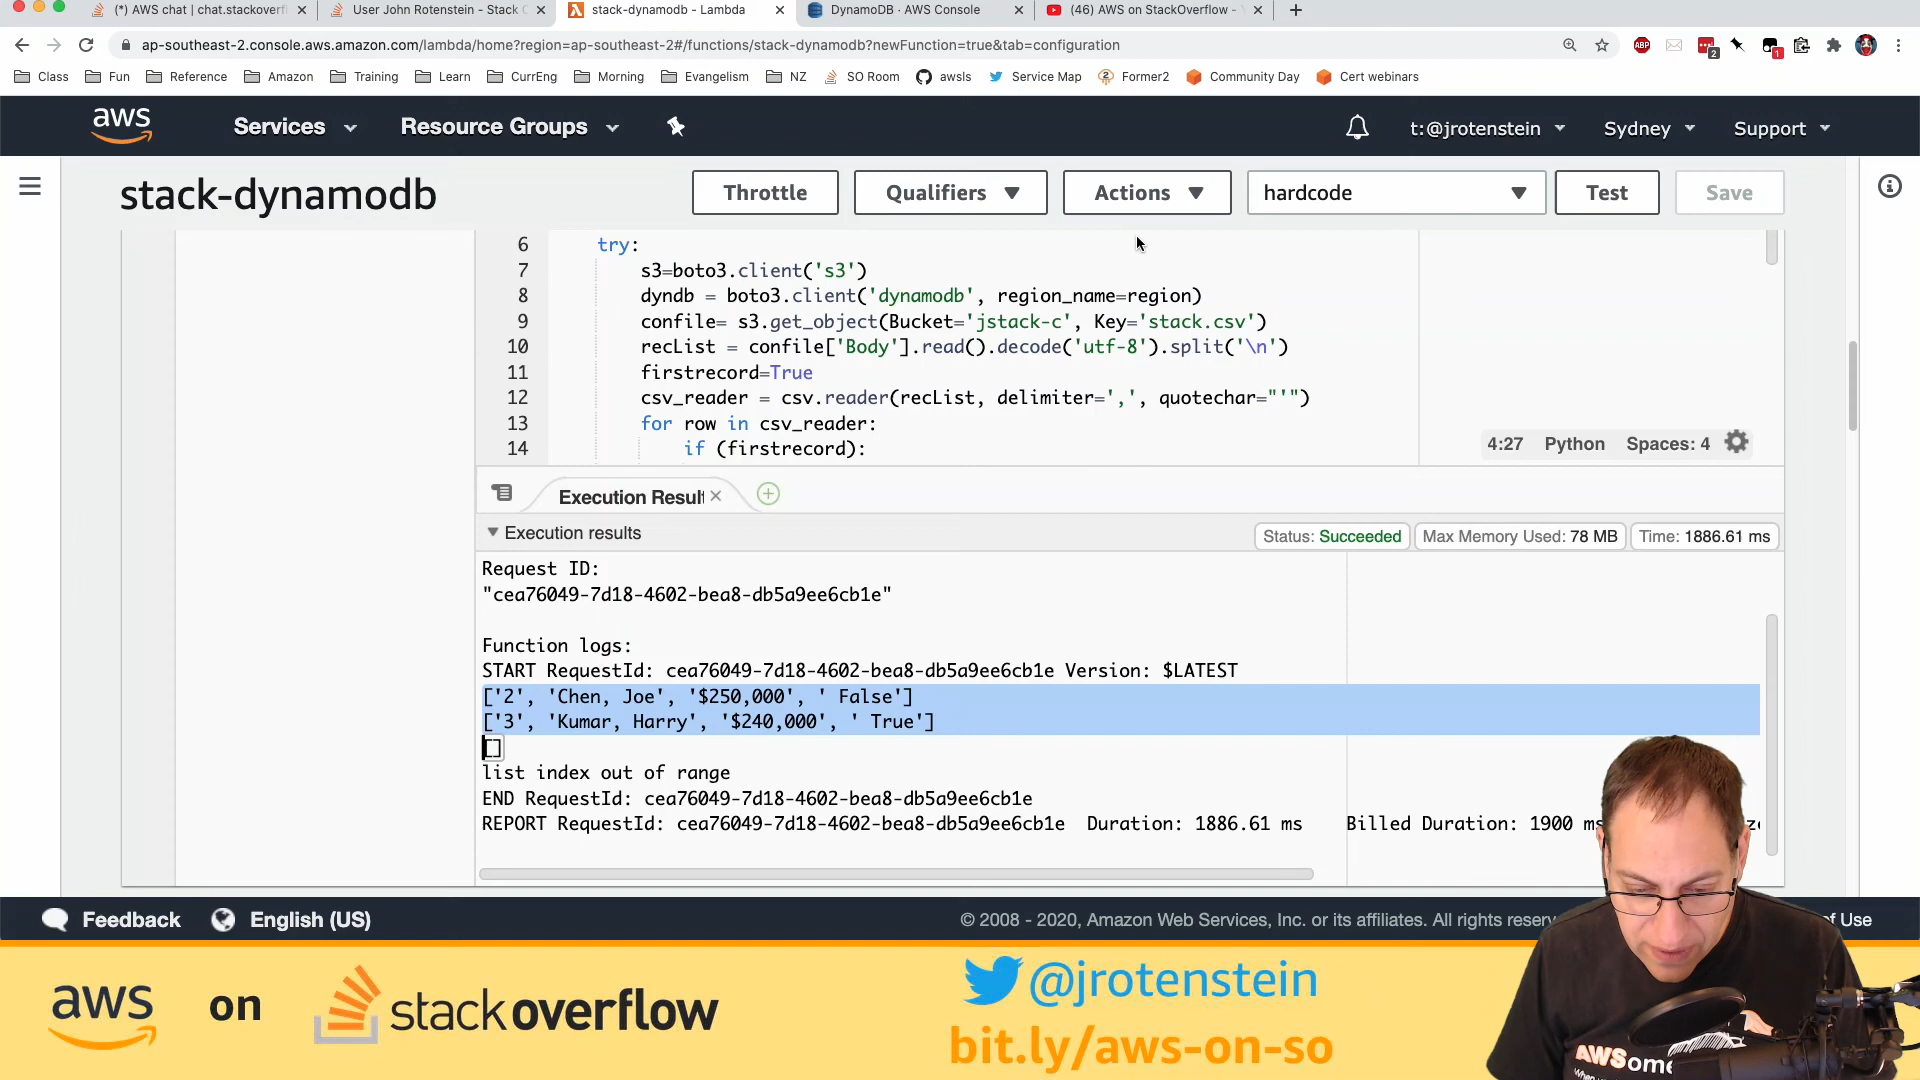 (*) AWS chat | chat.stackoverf
User John Rotenstein - Stack O
stack-dynamodb - Lambda
DynamoDB · AWS Console
(46) AWS on StackOverflow -
ap-southeast-2.console.aws.amazon.com/lambda/home?region=ap-southeast-2#/functions/stack-dynamodb?newFunction=true&tab=configuration
ABP
2
1
Class
Fun
Reference
Amazon
Training
Learn
CurrEng
Morning
Evangelism
NZ
SO Room
awsls
Service Map
Former2
Community Day
Cert webinars
aws
Services
Resource Groups
t:@jrotenstein
Sydney
Support
stack-dynamodb
Throttle
Qualifiers
Actions
hardcode
Test
Save
6 try:
7 s3=boto3.client('s3')
8 dyndb = boto3.client('dynamodb', region_name=region)
9 confile= s3.get_object(Bucket='jstack-c', Key='stack.csv')
10 recList = confile['Body'].read().decode('utf-8').split('\n')
11 firstrecord=True
12 csv_reader = csv.reader(recList, delimiter=',', quotechar="'")
13 for row in csv_reader:
14 if (firstrecord):
4:27 Python Spaces: 4
Execution Result
Execution results
Status: Succeeded
Max Memory Used: 78 MB
Time: 1886.61 ms
Request ID:
"cea76049-7d18-4602-bea8-db5a9ee6cb1e"
Function logs:
START RequestId: cea76049-7d18-4602-bea8-db5a9ee6cb1e Version: $LATEST
['2', 'Chen, Joe', '$250,000', ' False']
['3', 'Kumar, Harry', '$240,000', ' True']
[]
list index out of range
END RequestId: cea76049-7d18-4602-bea8-db5a9ee6cb1e
REPORT RequestId: cea76049-7d18-4602-bea8-db5a9ee6cb1e Duration: 1886.61 ms Billed Duration: 1900 ms
Feedback
English (US)
© 2008 - 2020, Amazon Web Services, Inc. or its affiliates. All rights reserv
of Use
aws on stackoverflow
@jrotenstein
bit.ly/aws-on-so
AWSome